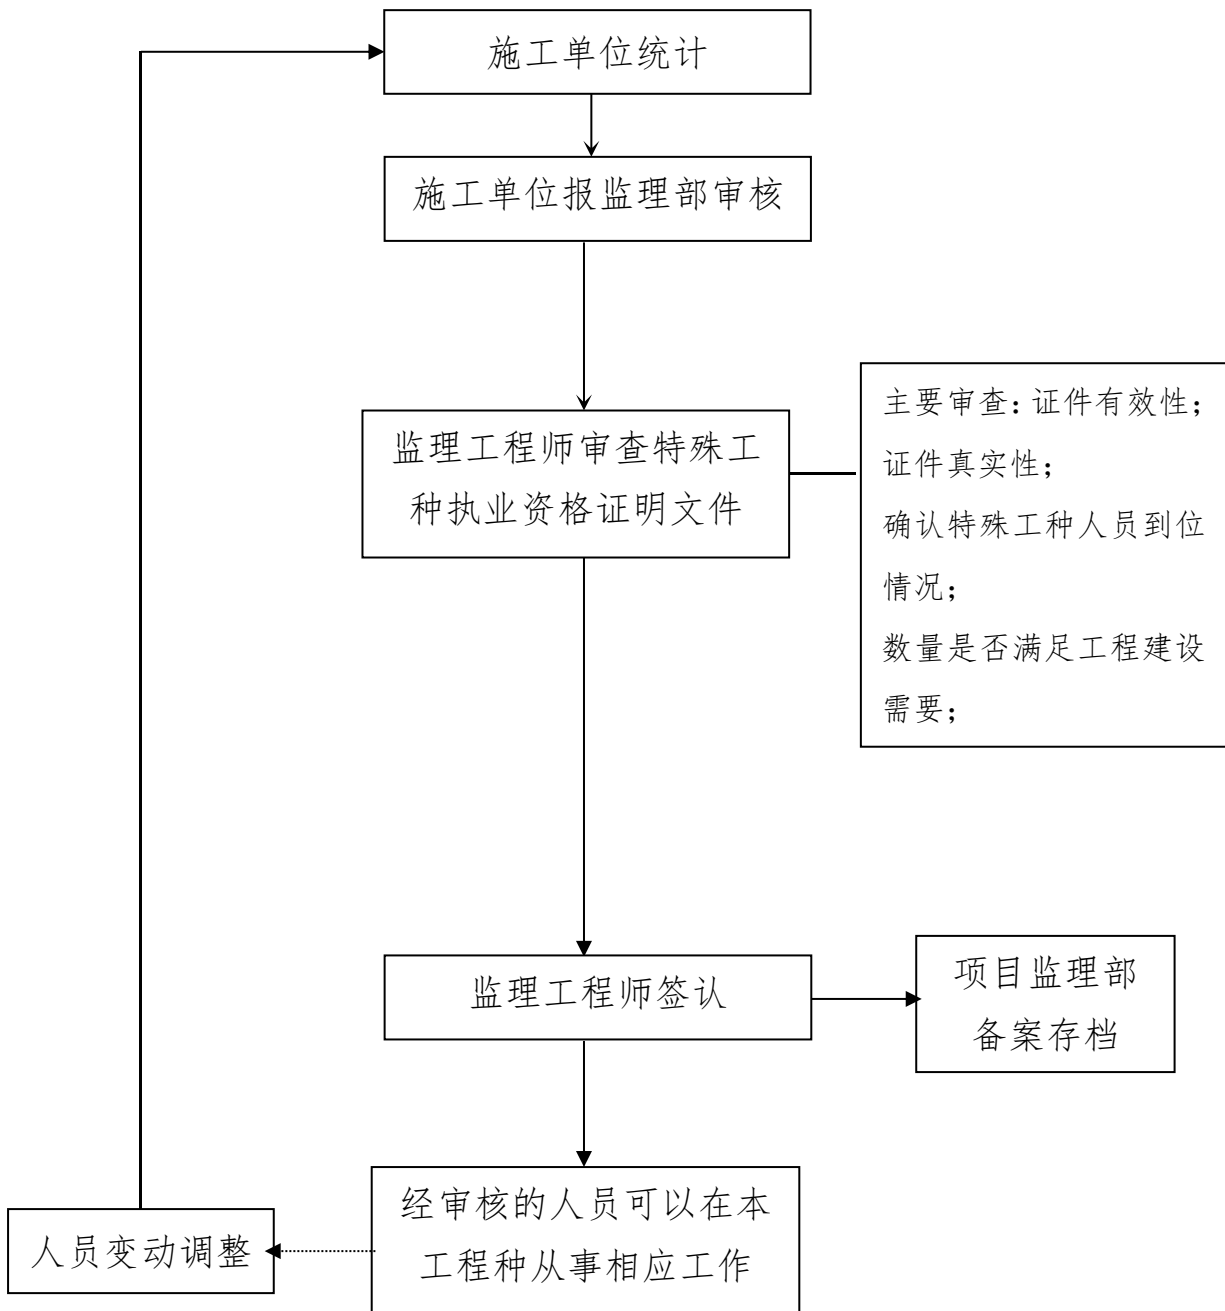 施工单位统计
施工单位报监理部审核
监理工程师审查特殊工
种执业资格证明文件
主要审查：证件有效性；
证件真实性；
确认特殊工种人员到位
情况；
数量是否满足工程建设
需要；
监理工程师签认
项目监理部
备案存档
经审核的人员可以在本
工程种从事相应工作
人员变动调整